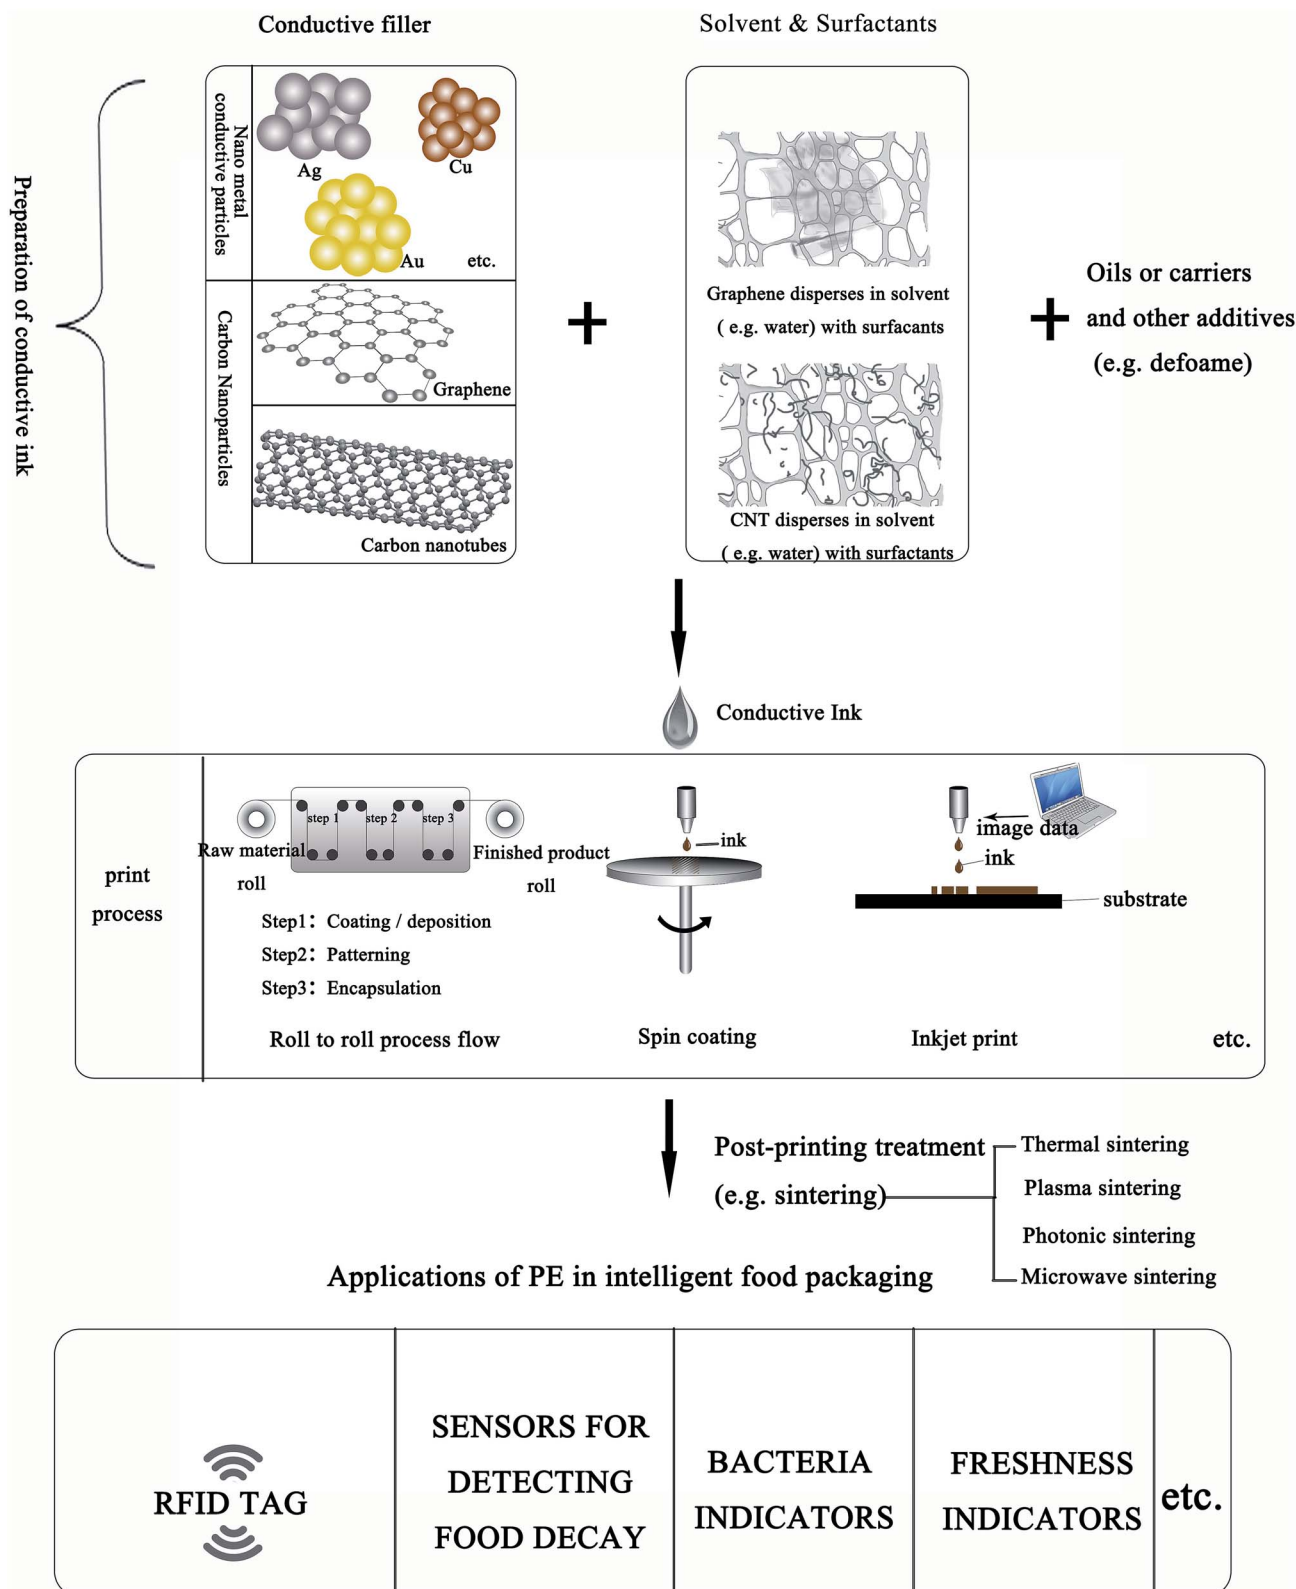 Conductive filler
Solvent & Surfactants
Preparation of conductive ink
Nano metal
conductive particles
Ag
Cu
Au
etc.
Carbon Nanoparticles
Graphene
Carbon nanotubes
Graphene disperses in solvent
( e.g. water) with surfacants
CNT disperses in solvent
( e.g. water) with surfactants
Oils or carriers
and other additives
(e.g. defoame)
Conductive Ink
print
process
step 1
step 2
step 3
Raw material
roll
Finished product
roll
Step1：Coating / deposition
Step2：Patterning
Step3：Encapsulation
Roll to roll process flow
ink
Spin coating
image data
ink
substrate
Inkjet print
etc.
Post-printing treatment
(e.g. sintering)
Thermal sintering
Plasma sintering
Photonic sintering
Microwave sintering
Applications of PE in intelligent food packaging
RFID TAG
SENSORS FOR
DETECTING
FOOD DECAY
BACTERIA
INDICATORS
FRESHNESS
INDICATORS
etc.